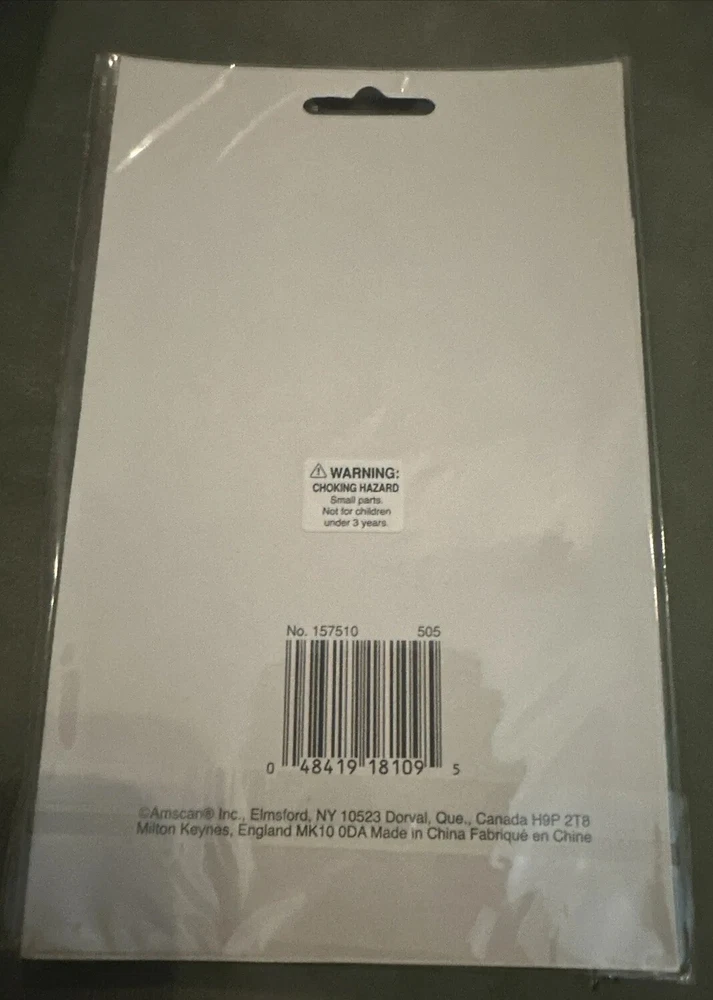 ⚠ WARNING:
CHOKING HAZARD
Small parts.
Not for children
under 3 years.
No. 157510 505
0 48419 18109 5
©Amscan® Inc., Elmsford, NY 10523 Dorval, Que., Canada H9P 2T8
Milton Keynes, England MK10 0DA Made in China Fabriqué en Chine